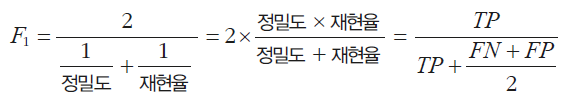 F₁ = 2 / (1/정밀도 + 1/재현율) = 2 × (정밀도 × 재현율) / (정밀도 + 재현율) = TP / (TP + (FN + FP)/2)